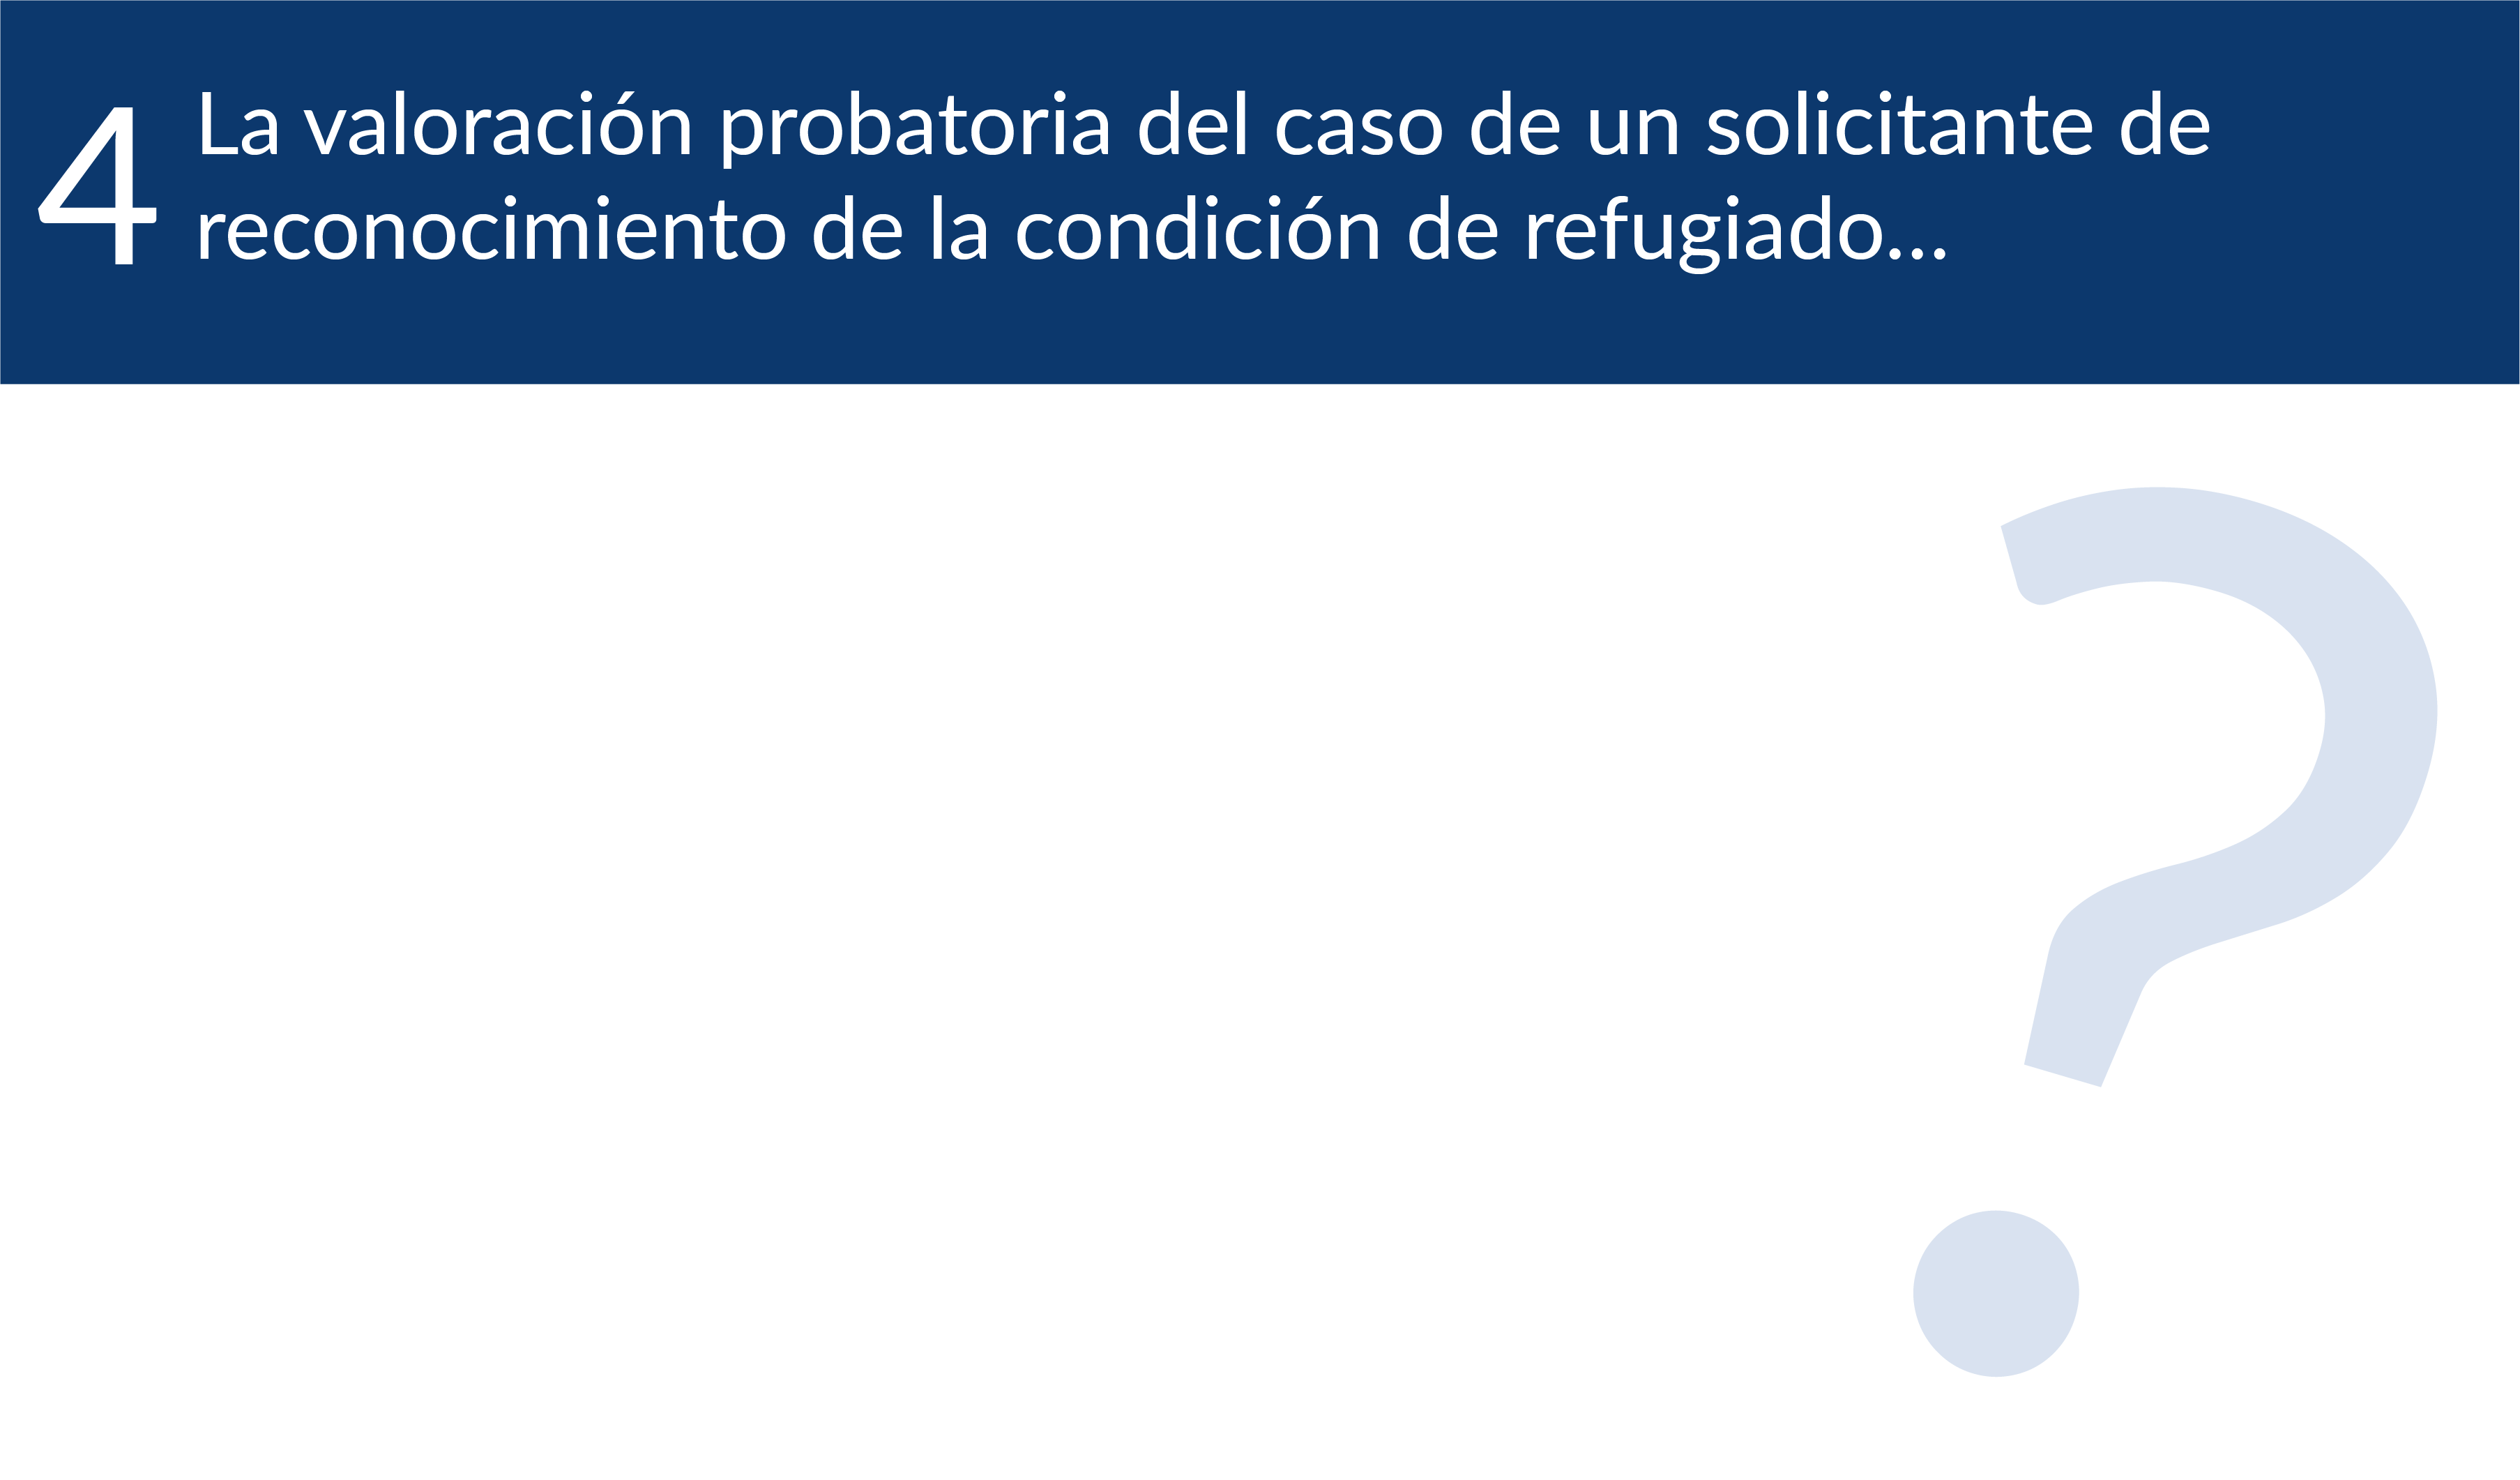 4
La valoración probatoria del caso de un solicitante de
reconocimiento de la condición de refugiado...
?